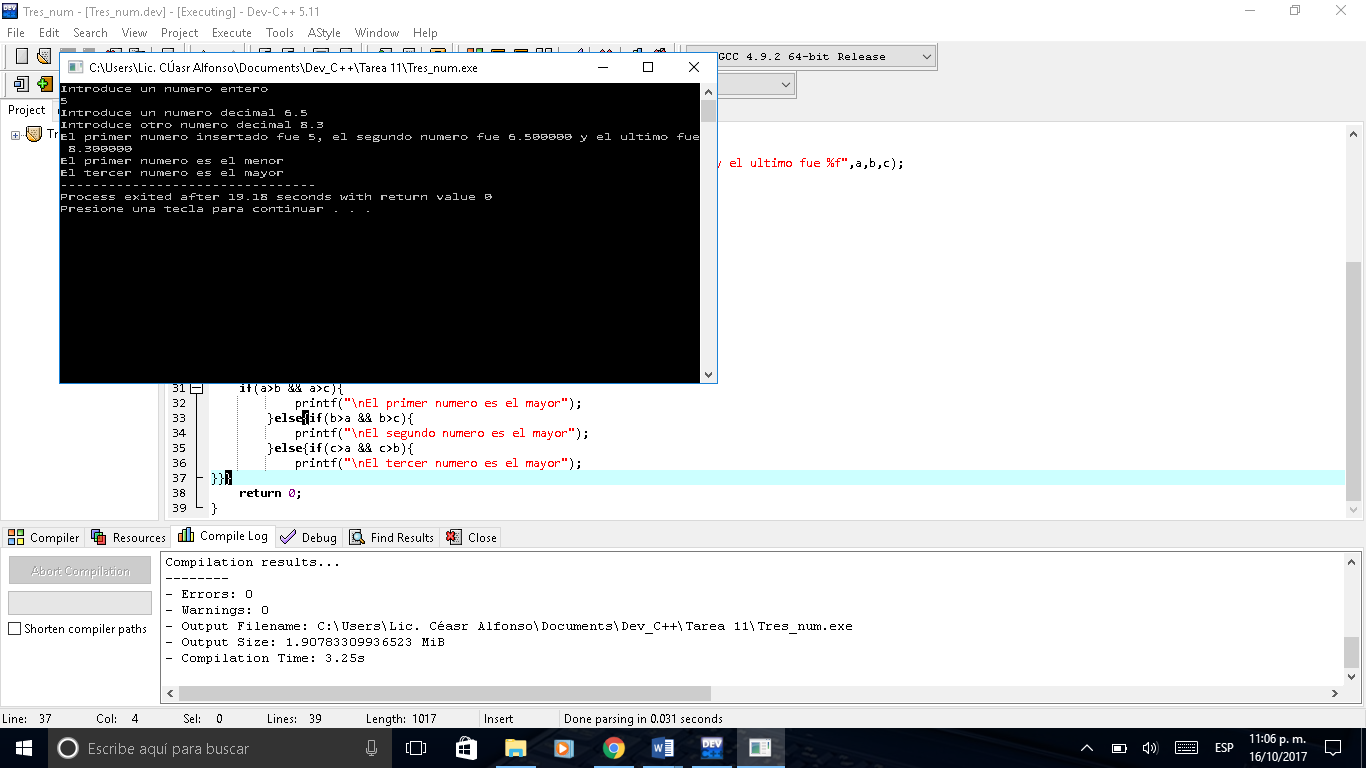 Tres_num - [Tres_num.dev] - [Executing] - Dev-C++ 5.11
File Edit Search View Project Execute Tools AStyle Window Help
C:\Users\Lic. CÚasr Alfonso\Documents\Dev_C++\Tarea 11\Tres_num.exe
GCC 4.9.2 64-bit Release
Introduce un numero entero
5
Introduce un numero decimal 6.5
Introduce otro numero decimal 8.3
El primer numero insertado fue 5, el segundo numero fue 6.500000 y el ultimo fue
8.300000
El primer numero es el menor
El tercer numero es el mayor
--------------------------------
Process exited after 19.18 seconds with return value 0
Presione una tecla para continuar . . .
Project
y el ultimo fue %f",a,b,c);
31 if(a>b && a>c){
32 printf("\nEl primer numero es el mayor");
33 }else{if(b>a && b>c){
34 printf("\nEl segundo numero es el mayor");
35 }else{if(c>a && c>b){
36 printf("\nEl tercer numero es el mayor");
37 }}}
38 return 0;
39 }
Compiler Resources Compile Log Debug Find Results Close
Abort Compilation
Shorten compiler paths
Compilation results...
--------
- Errors: 0
- Warnings: 0
- Output Filename: C:\Users\Lic. Céasr Alfonso\Documents\Dev_C++\Tarea 11\Tres_num.exe
- Output Size: 1.90783309936523 MiB
- Compilation Time: 3.25s
Line: 37 Col: 4 Sel: 0 Lines: 39 Length: 1017 Insert Done parsing in 0.031 seconds
Escribe aquí para buscar
ESP
11:06 p. m.
16/10/2017